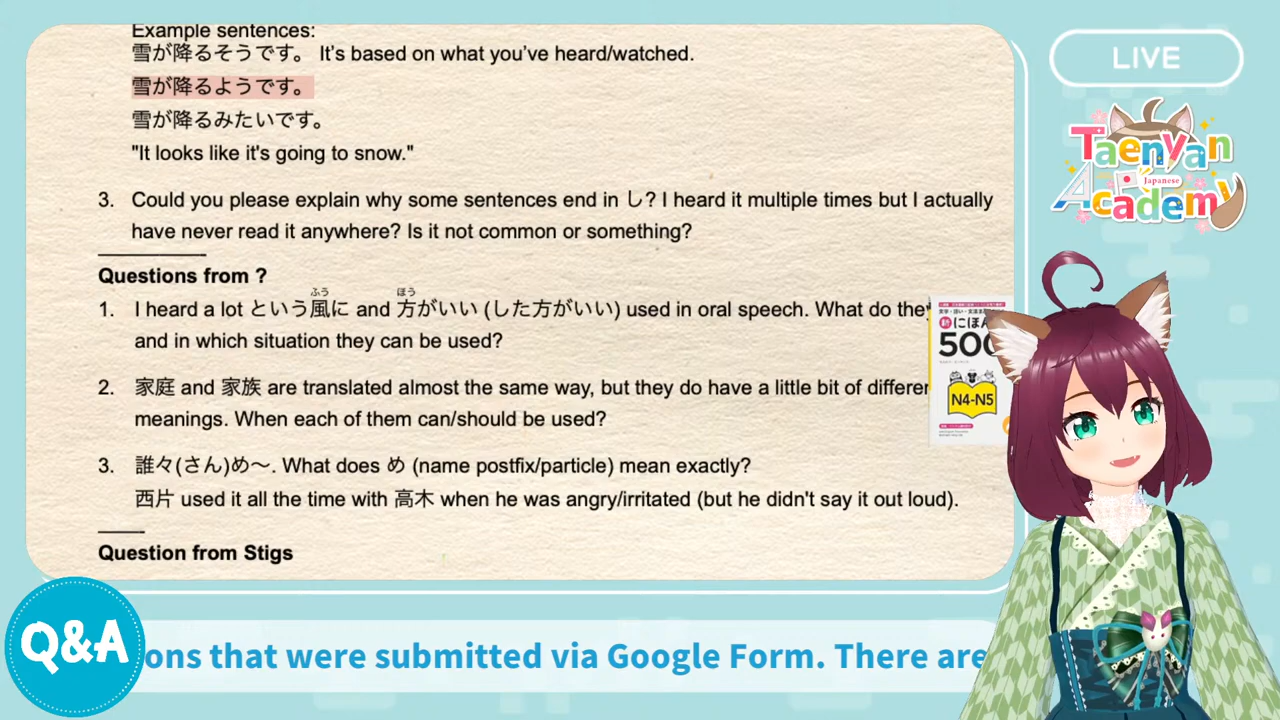 Example sentences:
雪が降るそうです。 It's based on what you've heard/watched.
雪が降るようです。
雪が降るみたいです。
"It looks like it's going to snow."
3. Could you please explain why some sentences end in し? I heard it multiple times but I actually
have never read it anywhere? Is it not common or something?
Questions from ?
ふう ほう
1. I heard a lot という風に and 方がいい (した方がいい) used in oral speech. What do they
and in which situation they can be used?
2. 家庭 and 家族 are translated almost the same way, but they do have a little bit of differen
meanings. When each of them can/should be used?
3. 誰々(さん)め〜. What does め (name postfix/particle) mean exactly?
西片 used it all the time with 高木 when he was angry/irritated (but he didn't say it out loud).
Question from Stigs
LIVE
Taenyan
Japanese
Academy
にほん
500
N4-N5
Q&A
ons that were submitted via Google Form. There are